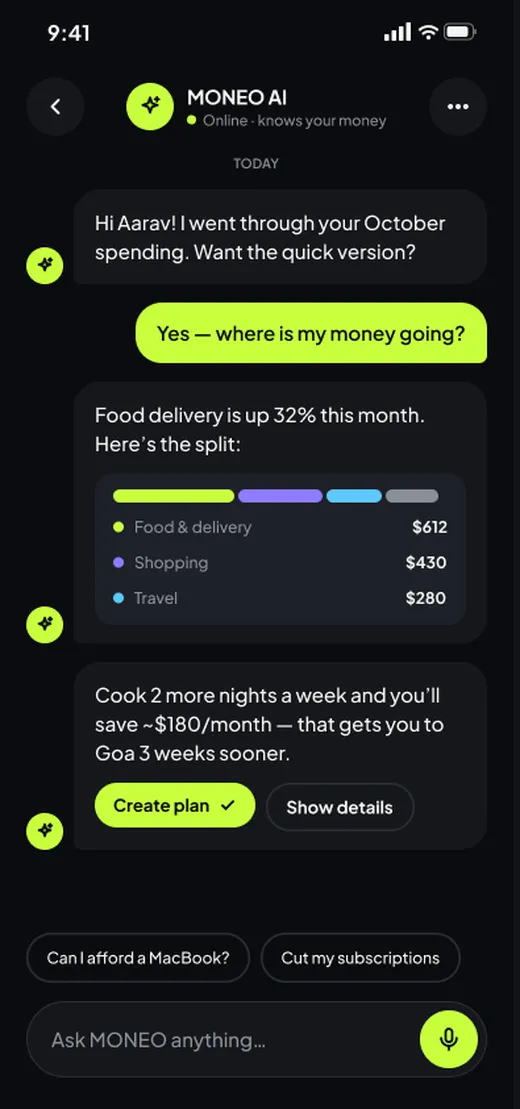 9:41
MONEO AI
Online · knows your money
TODAY
Hi Aarav! I went through your October
spending. Want the quick version?
Yes — where is my money going?
Food delivery is up 32% this month.
Here’s the split:
Food & delivery $612
Shopping $430
Travel $280
Cook 2 more nights a week and you’ll
save ~$180/month — that gets you to
Goa 3 weeks sooner.
Create plan ✓ Show details
Can I afford a MacBook? Cut my subscriptions
Ask MONEO anything...